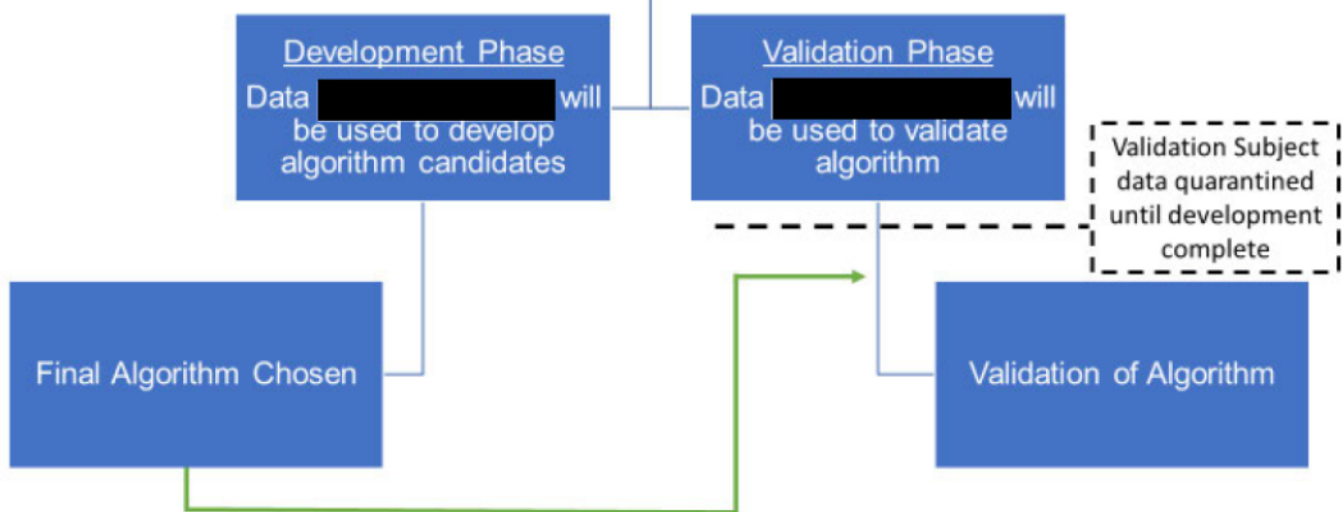 Development Phase
Data will
be used to develop
algorithm candidates
Validation Phase
Data will
be used to validate
algorithm
Validation Subject
data quarantined
until development
complete
Final Algorithm Chosen
Validation of Algorithm